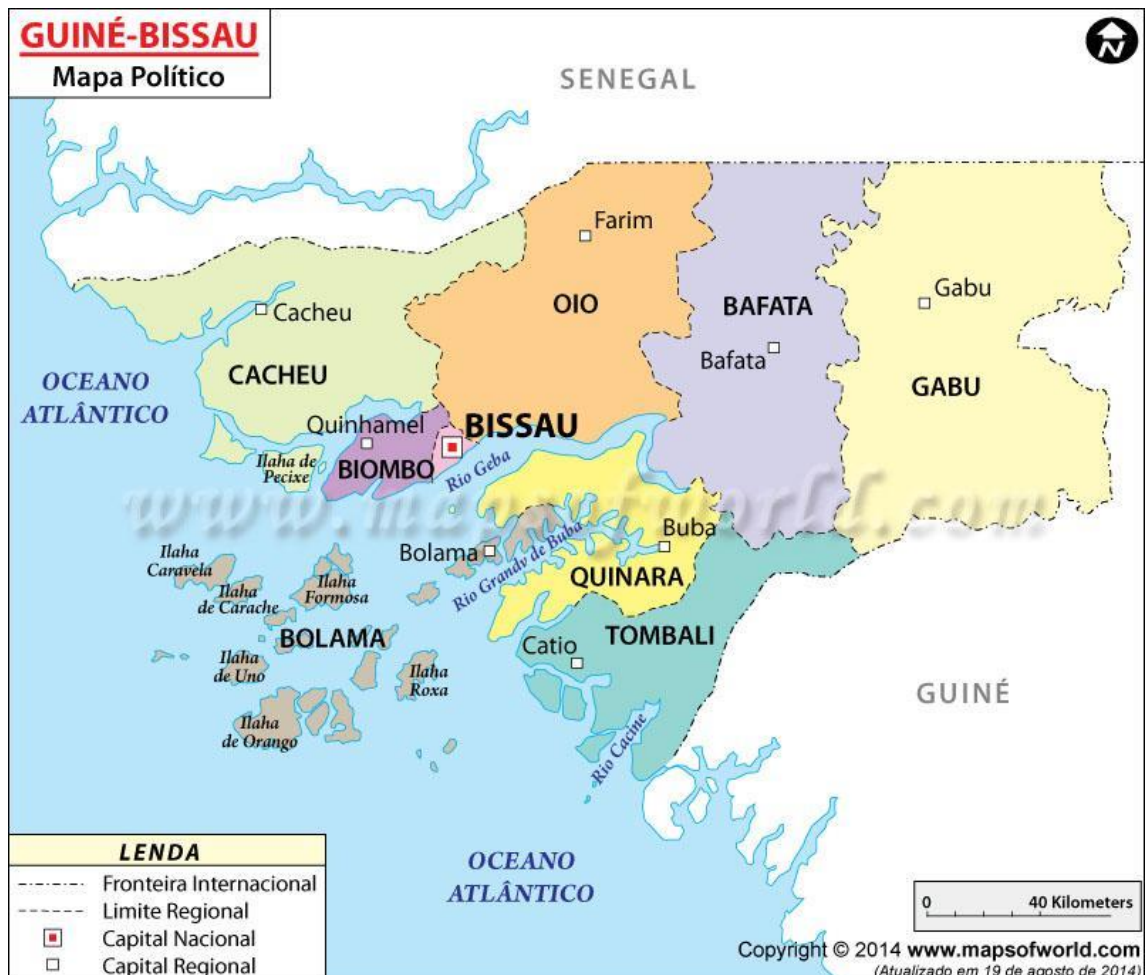 GUINÉ-BISSAU
Mapa Político
N
SENEGAL
Farim
OIO
Gabu
Cacheu
BAFATA
Bafata
CACHEU
GABU
OCEANO
ATLÂNTICO
Quinhamel
BISSAU
Ilaha de
Pecixe
BIOMBO
Rio Geba
www.mapsofworld.com
Buba
Bolama
Rio Grandy de Buba
QUINARA
Ilaha
Caravela
Ilaha
de Carache
Ilaha
Formosa
BOLAMA
TOMBALI
Catio
Ilaha
de Uno
Ilaha
Roxa
GUINÉ
Ilaha
de Orango
Rio Cacine
OCEANO
ATLÂNTICO
LENDA
Fronteira Internacional
Limite Regional
Capital Nacional
Capital Regional
0 40 Kilometers
Copyright © 2014 www.mapsofworld.com
(Atualizado em 19 de agosto de 2014)